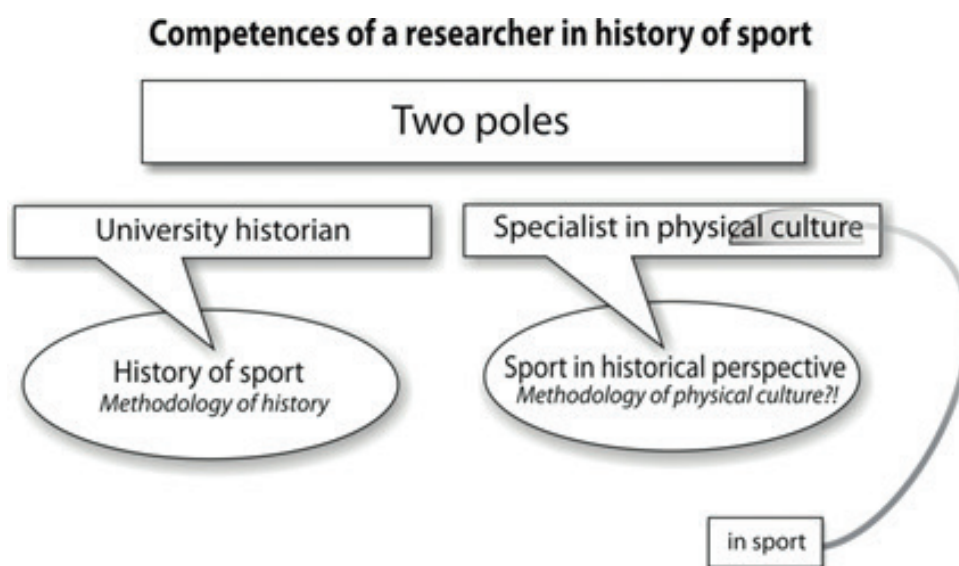 Competences of a researcher in history of sport
Two poles
University historian
Specialist in physical culture
History of sport
Methodology of history
Sport in historical perspective
Methodology of physical culture?!
in sport